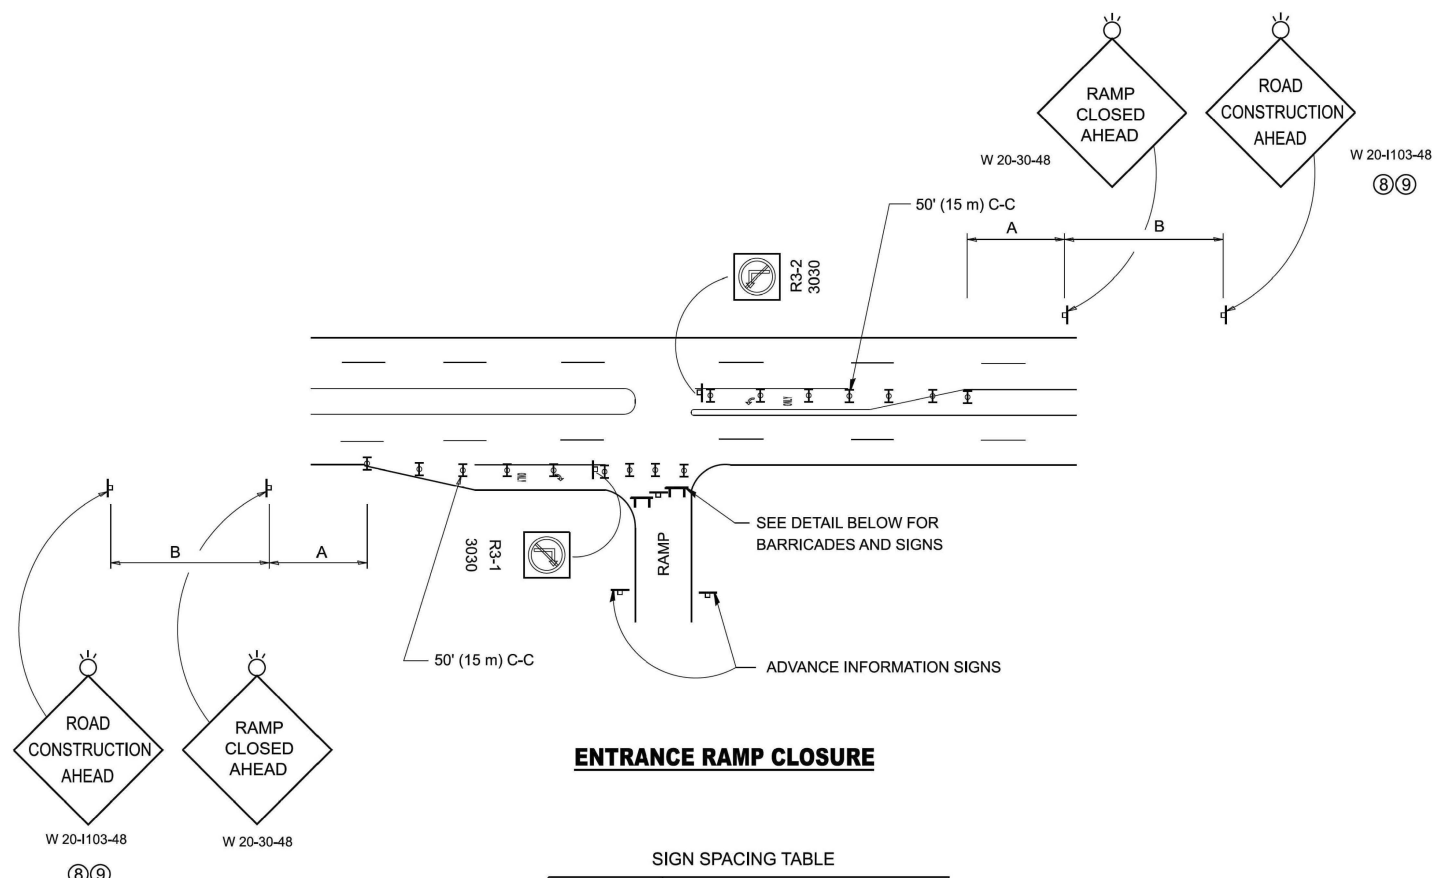 RAMP
CLOSED
AHEAD
W 20-30-48
ROAD
CONSTRUCTION
AHEAD
W 20-I103-48
⑧⑨
50' (15 m) C-C
A
B
R3-2
3030
ONLY
ONLY
R3-1
3030
RAMP
SEE DETAIL BELOW FOR
BARRICADES AND SIGNS
B
A
50' (15 m) C-C
ADVANCE INFORMATION SIGNS
ROAD
CONSTRUCTION
AHEAD
W 20-I103-48
⑧⑨
RAMP
CLOSED
AHEAD
W 20-30-48
ENTRANCE RAMP CLOSURE
SIGN SPACING TABLE